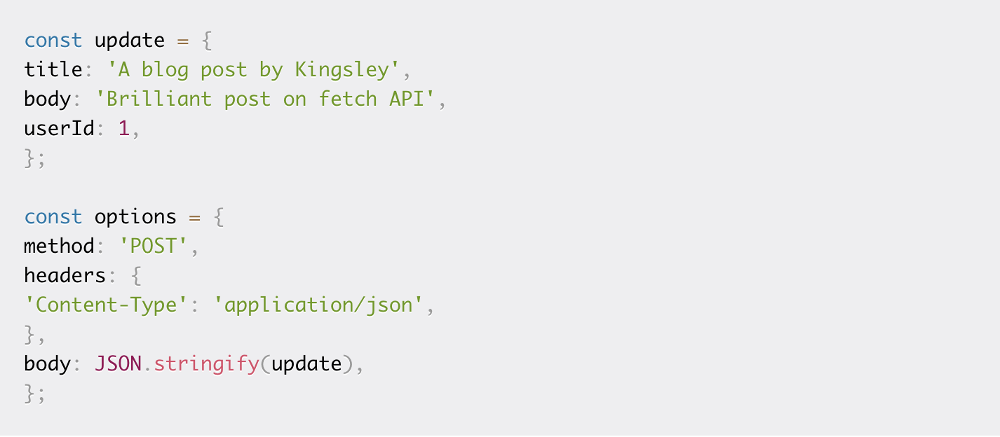 const update = {
title: 'A blog post by Kingsley',
body: 'Brilliant post on fetch API',
userId: 1,
};
const options = {
method: 'POST',
headers: {
'Content-Type': 'application/json',
},
body: JSON.stringify(update),
};